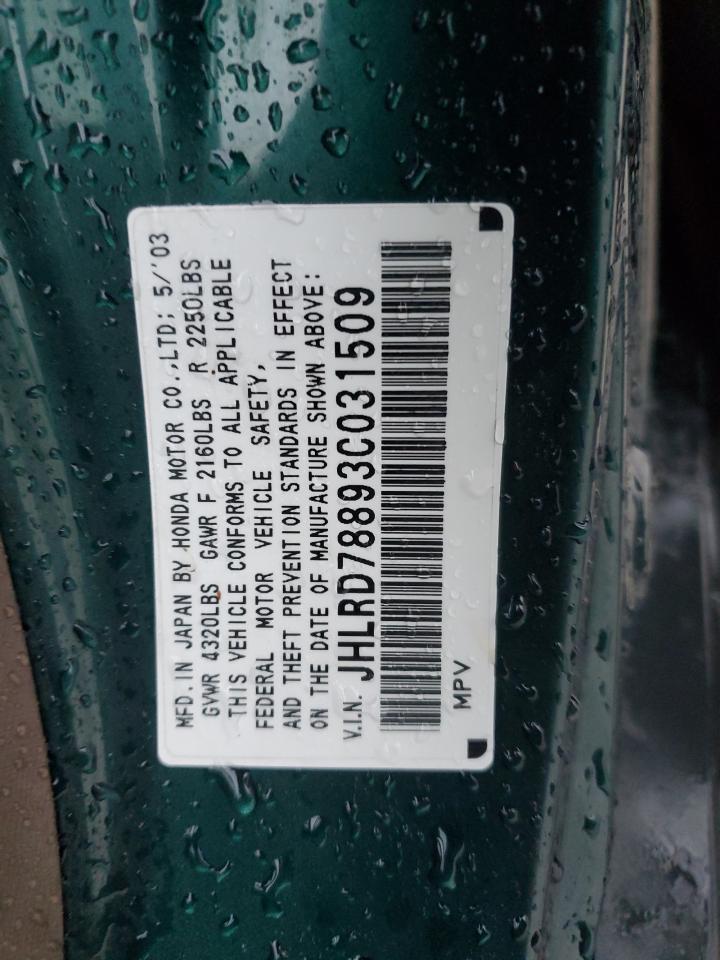 MFD. IN JAPAN BY HONDA MOTOR CO.,LTD; 5/'03
GVWR 4320LBS GAWR F 2160LBS R 2250LBS
THIS VEHICLE CONFORMS TO ALL APPLICABLE
FEDERAL MOTOR VEHICLE SAFETY,
AND THEFT PREVENTION STANDARDS IN EFFECT
ON THE DATE OF MANUFACTURE SHOWN ABOVE:
V.I.N. JHLRD78893C031509
MPV